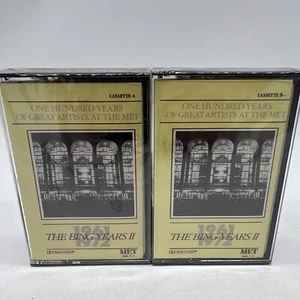 CASSETTE A
ONE HUNDRED YEARS
OF GREAT ARTISTS AT THE MET
1961
1972
THE BING YEARS II
MET
CASSETTE B
ONE HUNDRED YEARS
OF GREAT ARTISTS AT THE MET
1961
1972
THE BING YEARS II
MET